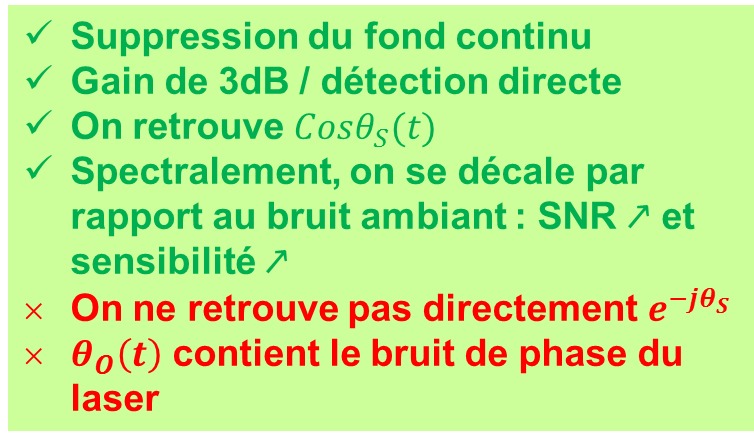 ✓ Suppression du fond continu
✓ Gain de 3dB / détection directe
✓ On retrouve Cosθ_S(t)
✓ Spectralement, on se décale par
rapport au bruit ambiant : SNR ↗ et
sensibilité ↗
× On ne retrouve pas directement e^{-jθ_S}
× θ_O(t) contient le bruit de phase du
laser